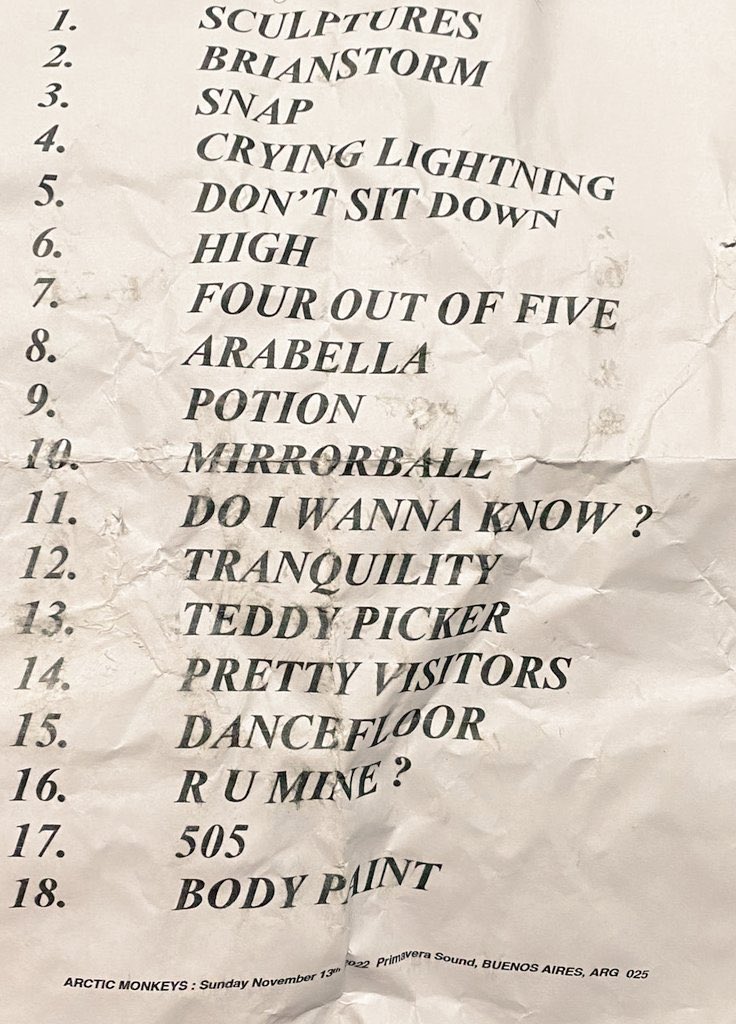 1. SCULPTURES
2. BRIANSTORM
3. SNAP
4. CRYING LIGHTNING
5. DON'T SIT DOWN
6. HIGH
7. FOUR OUT OF FIVE
8. ARABELLA
9. POTION
10. MIRRORBALL
11. DO I WANNA KNOW ?
12. TRANQUILITY
13. TEDDY PICKER
14. PRETTY VISITORS
15. DANCEFLOOR
16. R U MINE ?
17. 505
18. BODY PAINT
ARCTIC MONKEYS : Sunday November 13th 2022 Primavera Sound, BUENOS AIRES, ARG 025